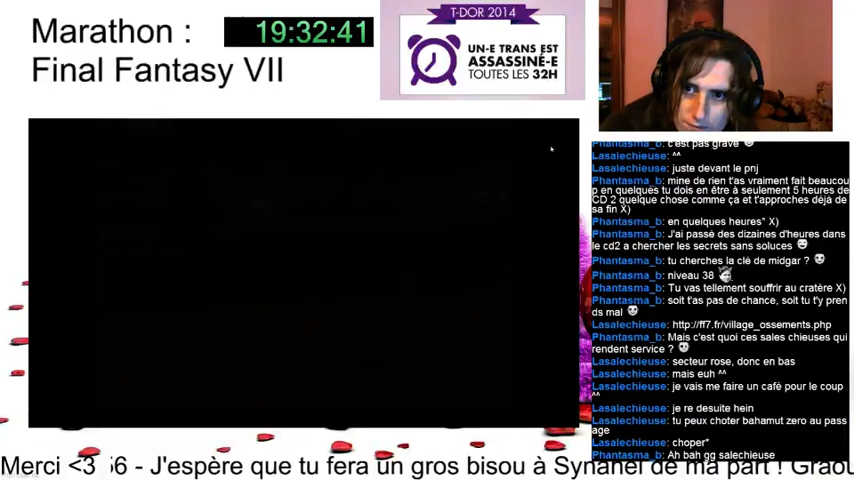 Marathon :
Final Fantasy VII
19:32:41
T-DOR 2014
UN-E TRANS EST
ASSASSINÉ-E
TOUTES LES 32H
Phantasma_b: c'est pas grave
Lasalechieuse: ^^
Lasalechieuse: juste devant le pnj
Phantasma_b: mine de rien t'as vraiment fait beaucou
p en quelques tu dois en être à seulement 5 heures de
CD 2 quelque chose comme ça et t'approches déjà de
sa fin X)
Phantasma_b: en quelques heures* X)
Phantasma_b: J'ai passé des dizaines d'heures dans
le cd2 a chercher les secrets sans soluces
Phantasma_b: tu cherches la clé de midgar ?
Phantasma_b: niveau 38
Phantasma_b: Tu vas tellement souffrir au cratère X)
Phantasma_b: soit t'as pas de chance, soit tu t'y pren
ds mal
Lasalechieuse: http://ff7.fr/village_ossements.php
Phantasma_b: Mais c'est quoi ces sales chieuses qui
rendent service ?
Lasalechieuse: secteur rose, donc en bas
Lasalechieuse: mais euh ^^
Lasalechieuse: je vais me faire un café pour le coup
^^
Lasalechieuse: je re desuite hein
Lasalechieuse: tu peux choter bahamut zero au pass
age
Lasalechieuse: choper*
Phantasma_b: Ah bah gg salechieuse
Merci <3 56 - J'espère que tu fera un gros bisou à Synahel de ma part ! Graou